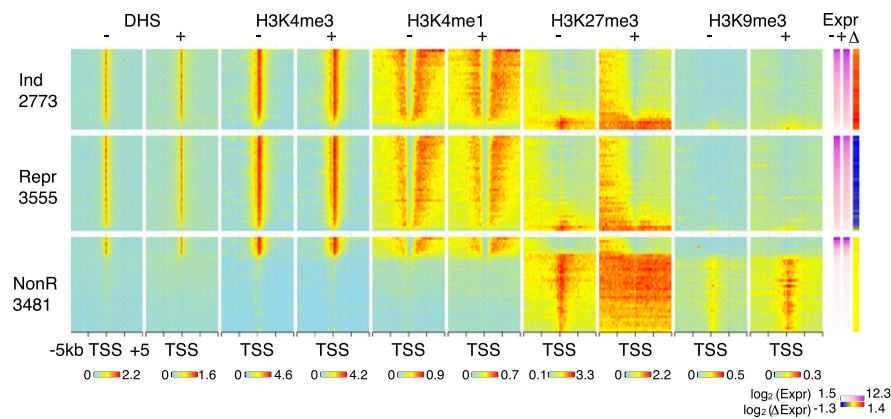 DHS H3K4me3 H3K4me1 H3K27me3 H3K9me3 Expr
- + - + - + - + - + - + Δ
Ind
2773
Repr
3555
NonR
3481
-5kb TSS +5 TSS TSS TSS TSS TSS TSS TSS TSS TSS
0 2.2 0 1.6 0 4.6 0 4.2 0 0.9 0 0.7 0.1 3.3 0 2.2 0 0.5 0 0.3
log2 (Expr) 1.5 12.3
log2 (ΔExpr) -1.3 1.4